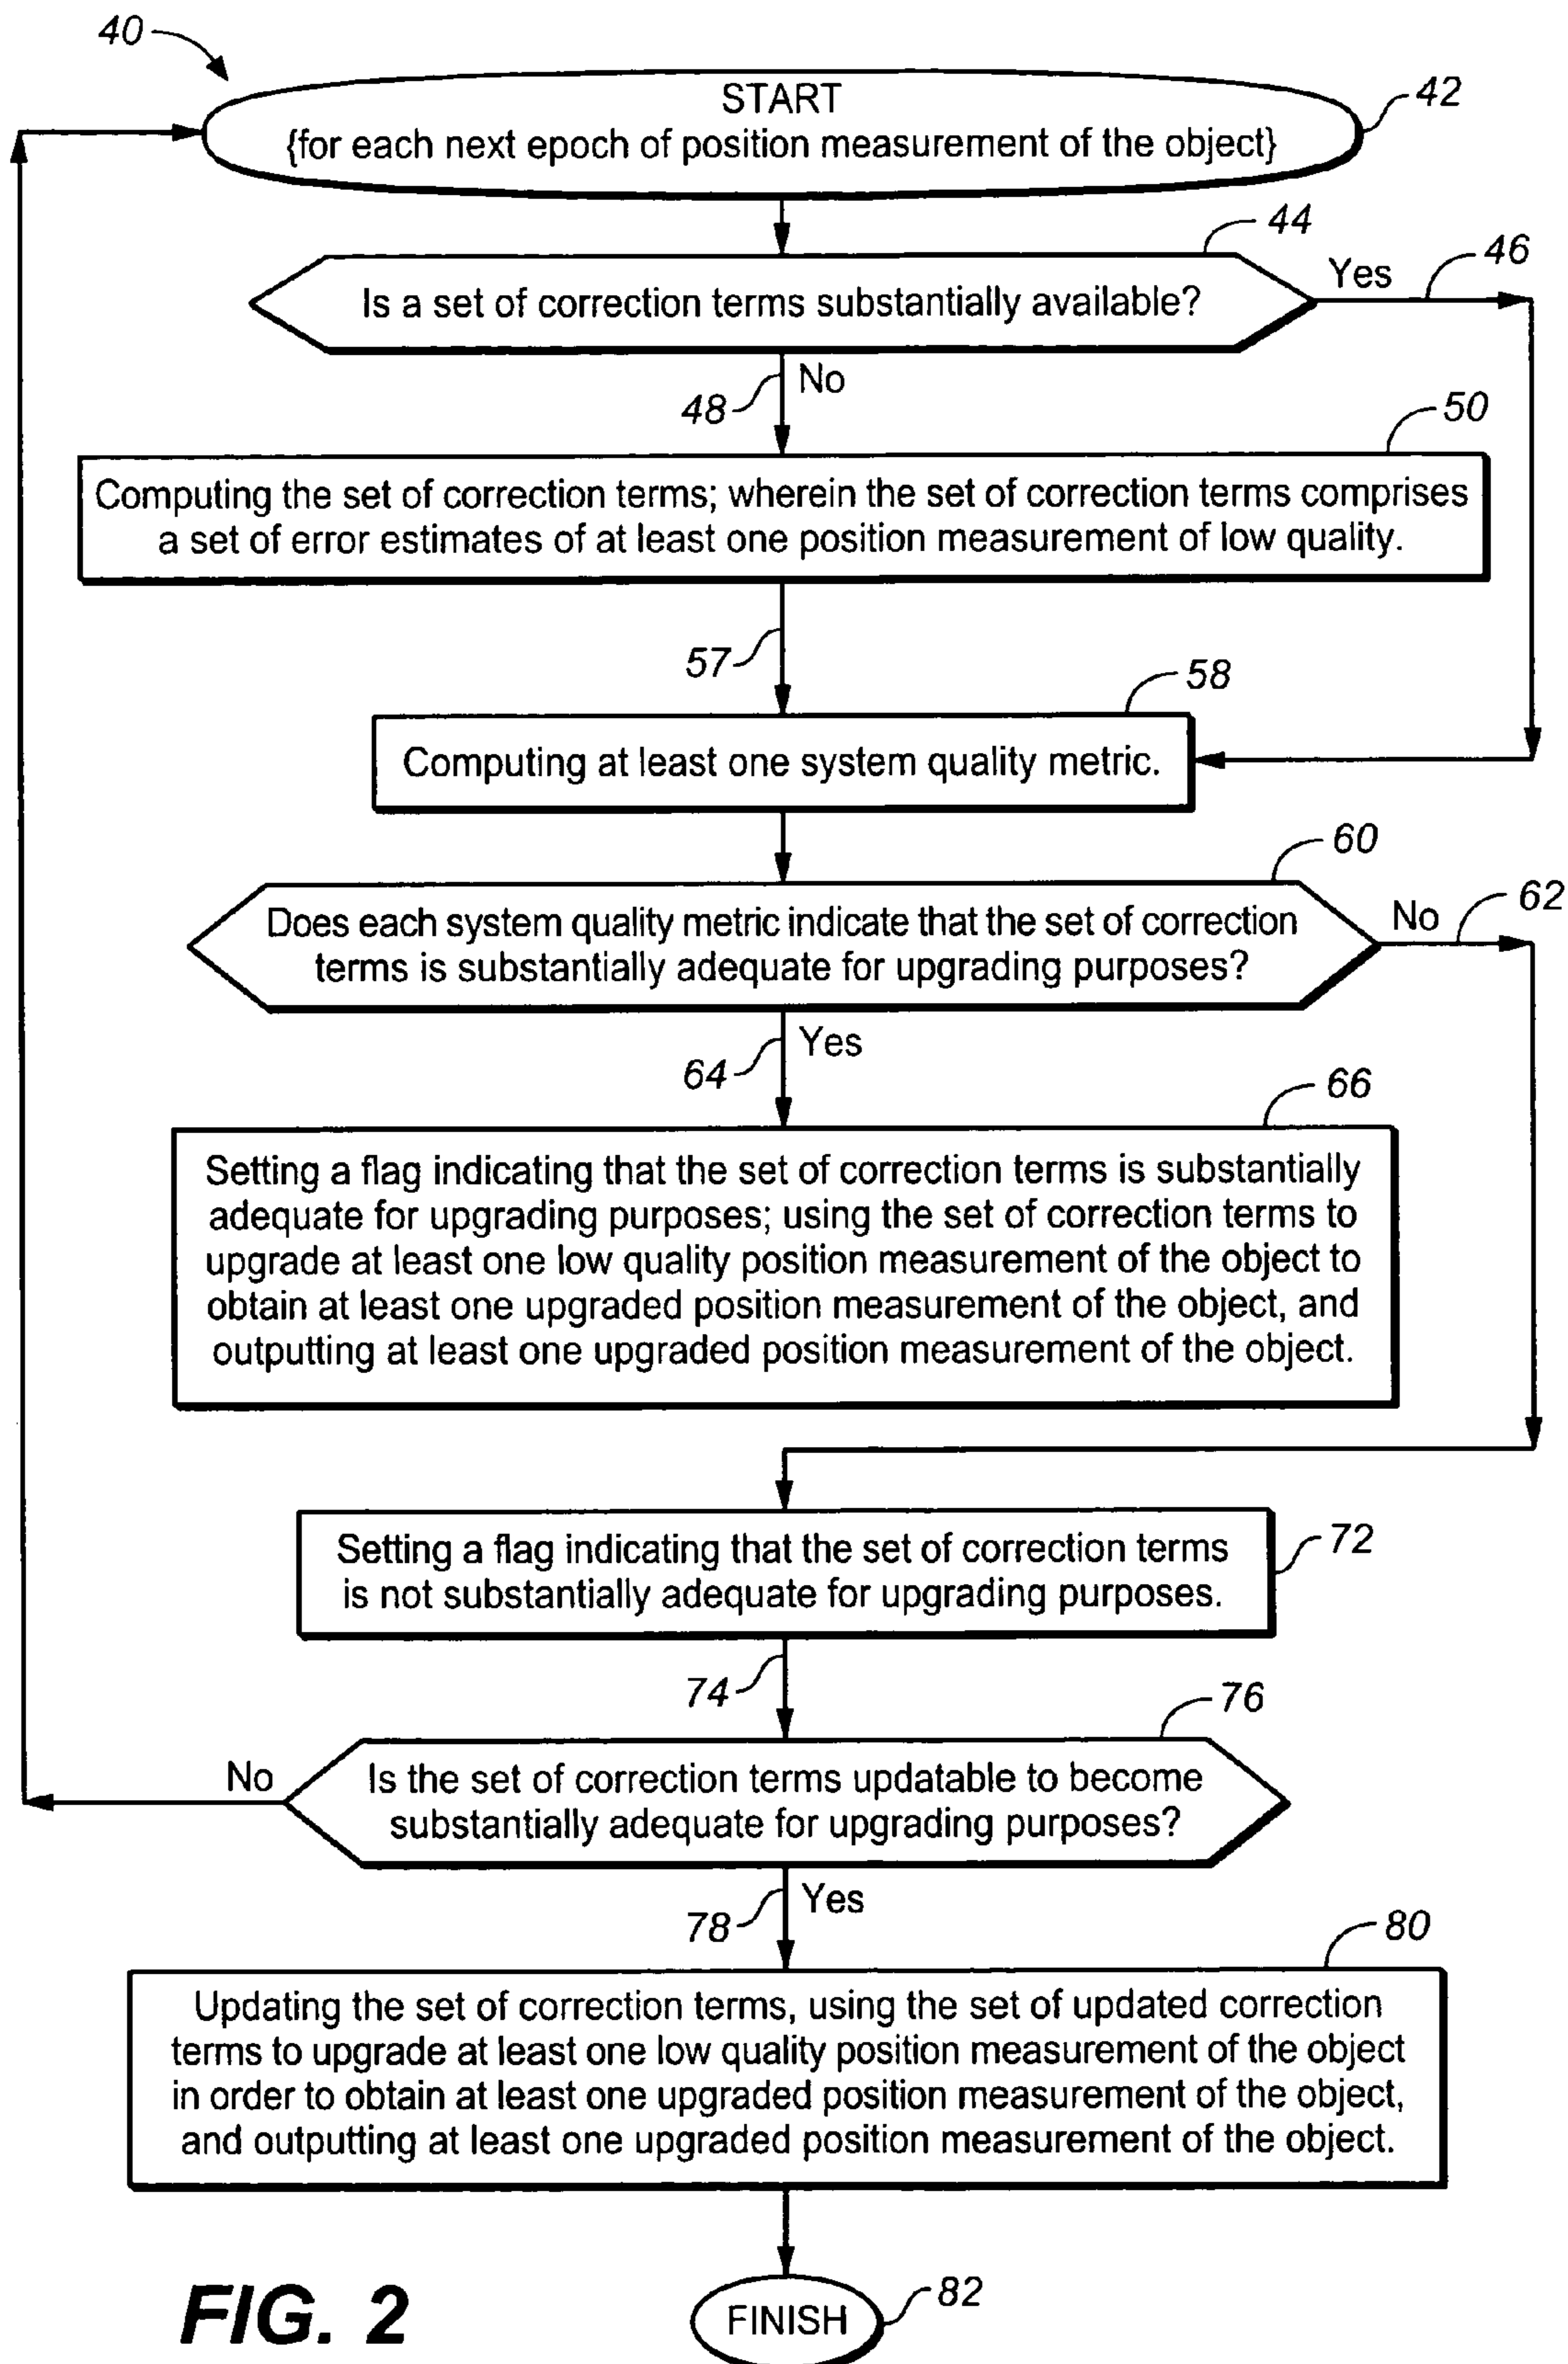 40
START
42
{for each next epoch of position measurement of the object}
44
Is a set of correction terms substantially available?
Yes
46
48
No
50
Computing the set of correction terms; wherein the set of correction terms comprises
a set of error estimates of at least one position measurement of low quality.
57
58
Computing at least one system quality metric.
60
Does each system quality metric indicate that the set of correction
terms is substantially adequate for upgrading purposes?
No
62
64
Yes
66
Setting a flag indicating that the set of correction terms is substantially
adequate for upgrading purposes; using the set of correction terms to
upgrade at least one low quality position measurement of the object to
obtain at least one upgraded position measurement of the object, and
outputting at least one upgraded position measurement of the object.
Setting a flag indicating that the set of correction terms
is not substantially adequate for upgrading purposes.
72
74
76
No
Is the set of correction terms updatable to become
substantially adequate for upgrading purposes?
78
Yes
80
Updating the set of correction terms, using the set of updated correction
terms to upgrade at least one low quality position measurement of the object
in order to obtain at least one upgraded position measurement of the object,
and outputting at least one upgraded position measurement of the object.
FIG. 2
FINISH
82